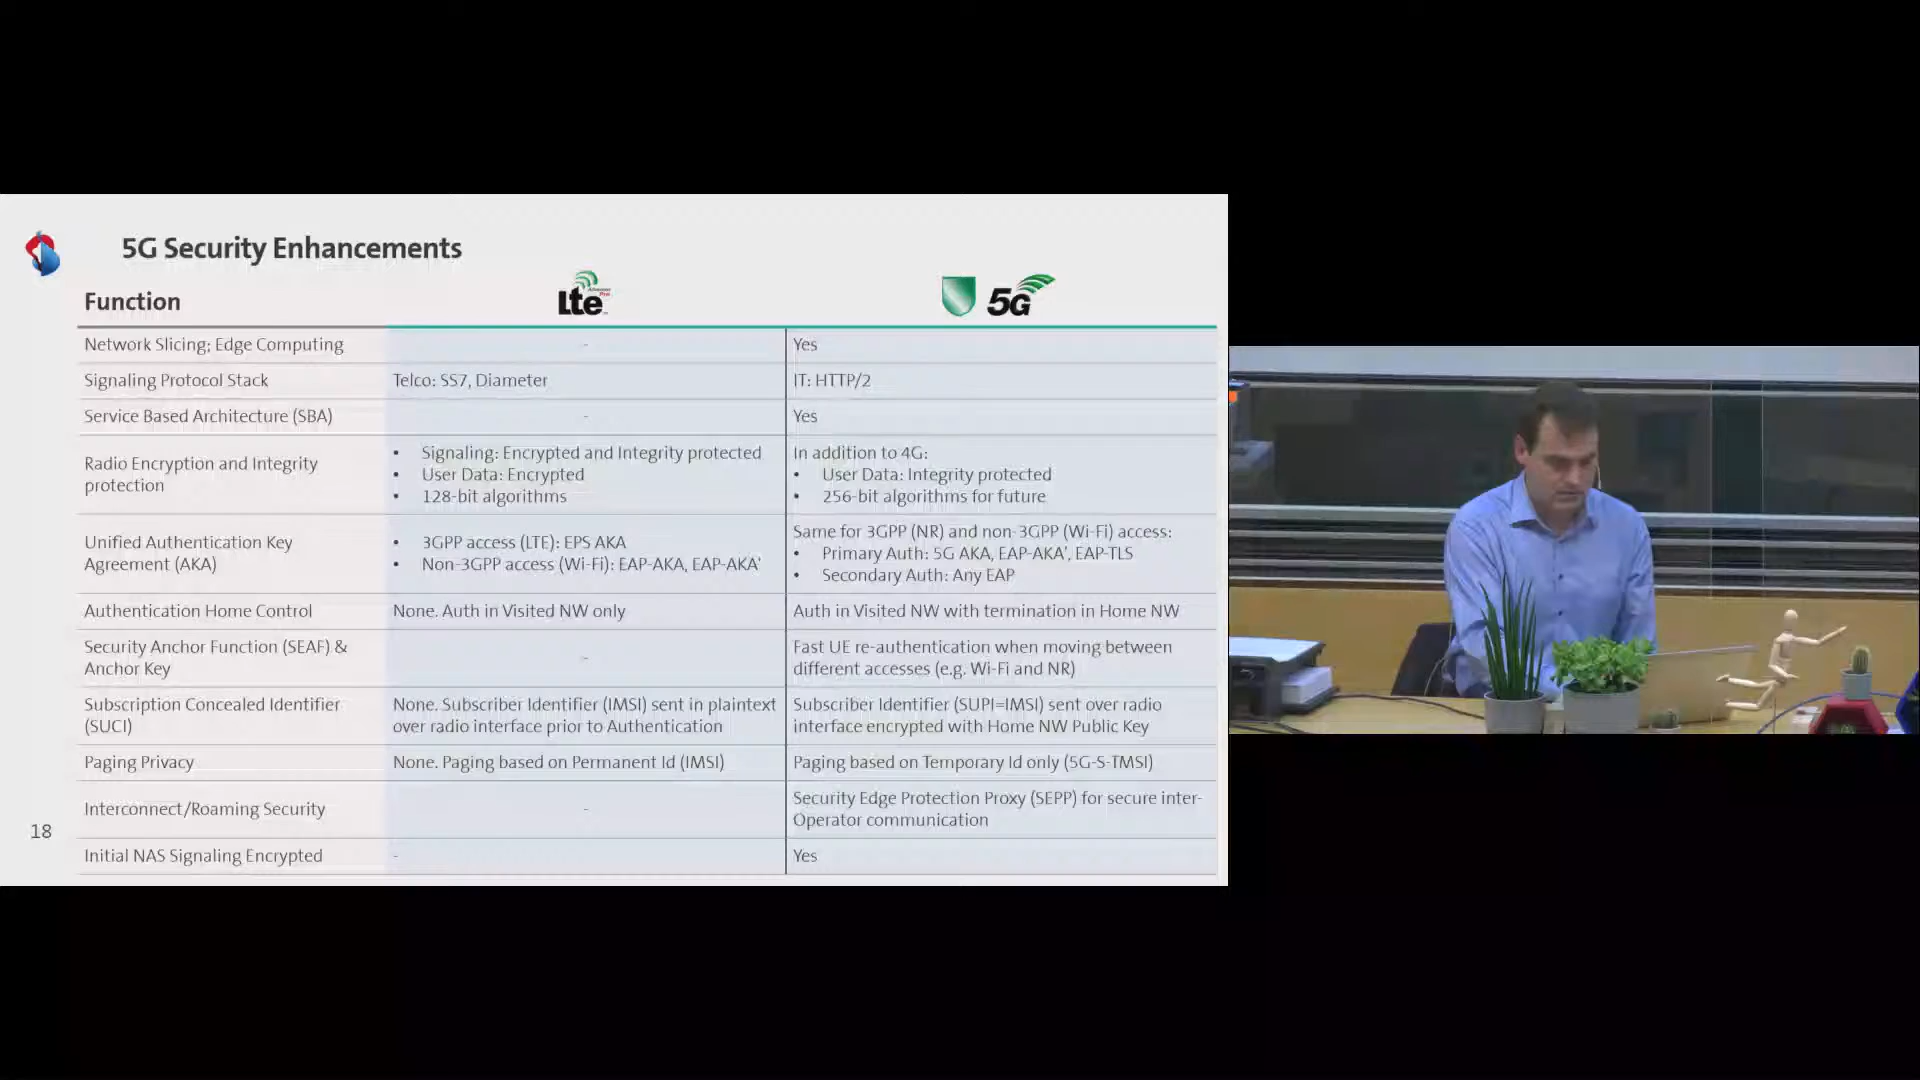 5G Security Enhancements
Function
Lte
5G
Network Slicing; Edge Computing
-
Yes
Signaling Protocol Stack
Telco: SS7, Diameter
IT: HTTP/2
Service Based Architecture (SBA)
-
Yes
Radio Encryption and Integrity
protection
• Signaling: Encrypted and Integrity protected
• User Data: Encrypted
• 128-bit algorithms
In addition to 4G:
• User Data: Integrity protected
• 256-bit algorithms for future
Unified Authentication Key
Agreement (AKA)
• 3GPP access (LTE): EPS AKA
• Non-3GPP access (Wi-Fi): EAP-AKA, EAP-AKA'
Same for 3GPP (NR) and non-3GPP (Wi-Fi) access:
• Primary Auth: 5G AKA, EAP-AKA', EAP-TLS
• Secondary Auth: Any EAP
Authentication Home Control
None. Auth in Visited NW only
Auth in Visited NW with termination in Home NW
Security Anchor Function (SEAF) &
Anchor Key
-
Fast UE re-authentication when moving between
different accesses (e.g. Wi-Fi and NR)
Subscription Concealed Identifier
(SUCI)
None. Subscriber Identifier (IMSI) sent in plaintext
over radio interface prior to Authentication
Subscriber Identifier (SUPI=IMSI) sent over radio
interface encrypted with Home NW Public Key
Paging Privacy
None. Paging based on Permanent Id (IMSI)
Paging based on Temporary Id only (5G-S-TMSI)
Interconnect/Roaming Security
-
Security Edge Protection Proxy (SEPP) for secure inter-
Operator communication
Initial NAS Signaling Encrypted
-
Yes
18